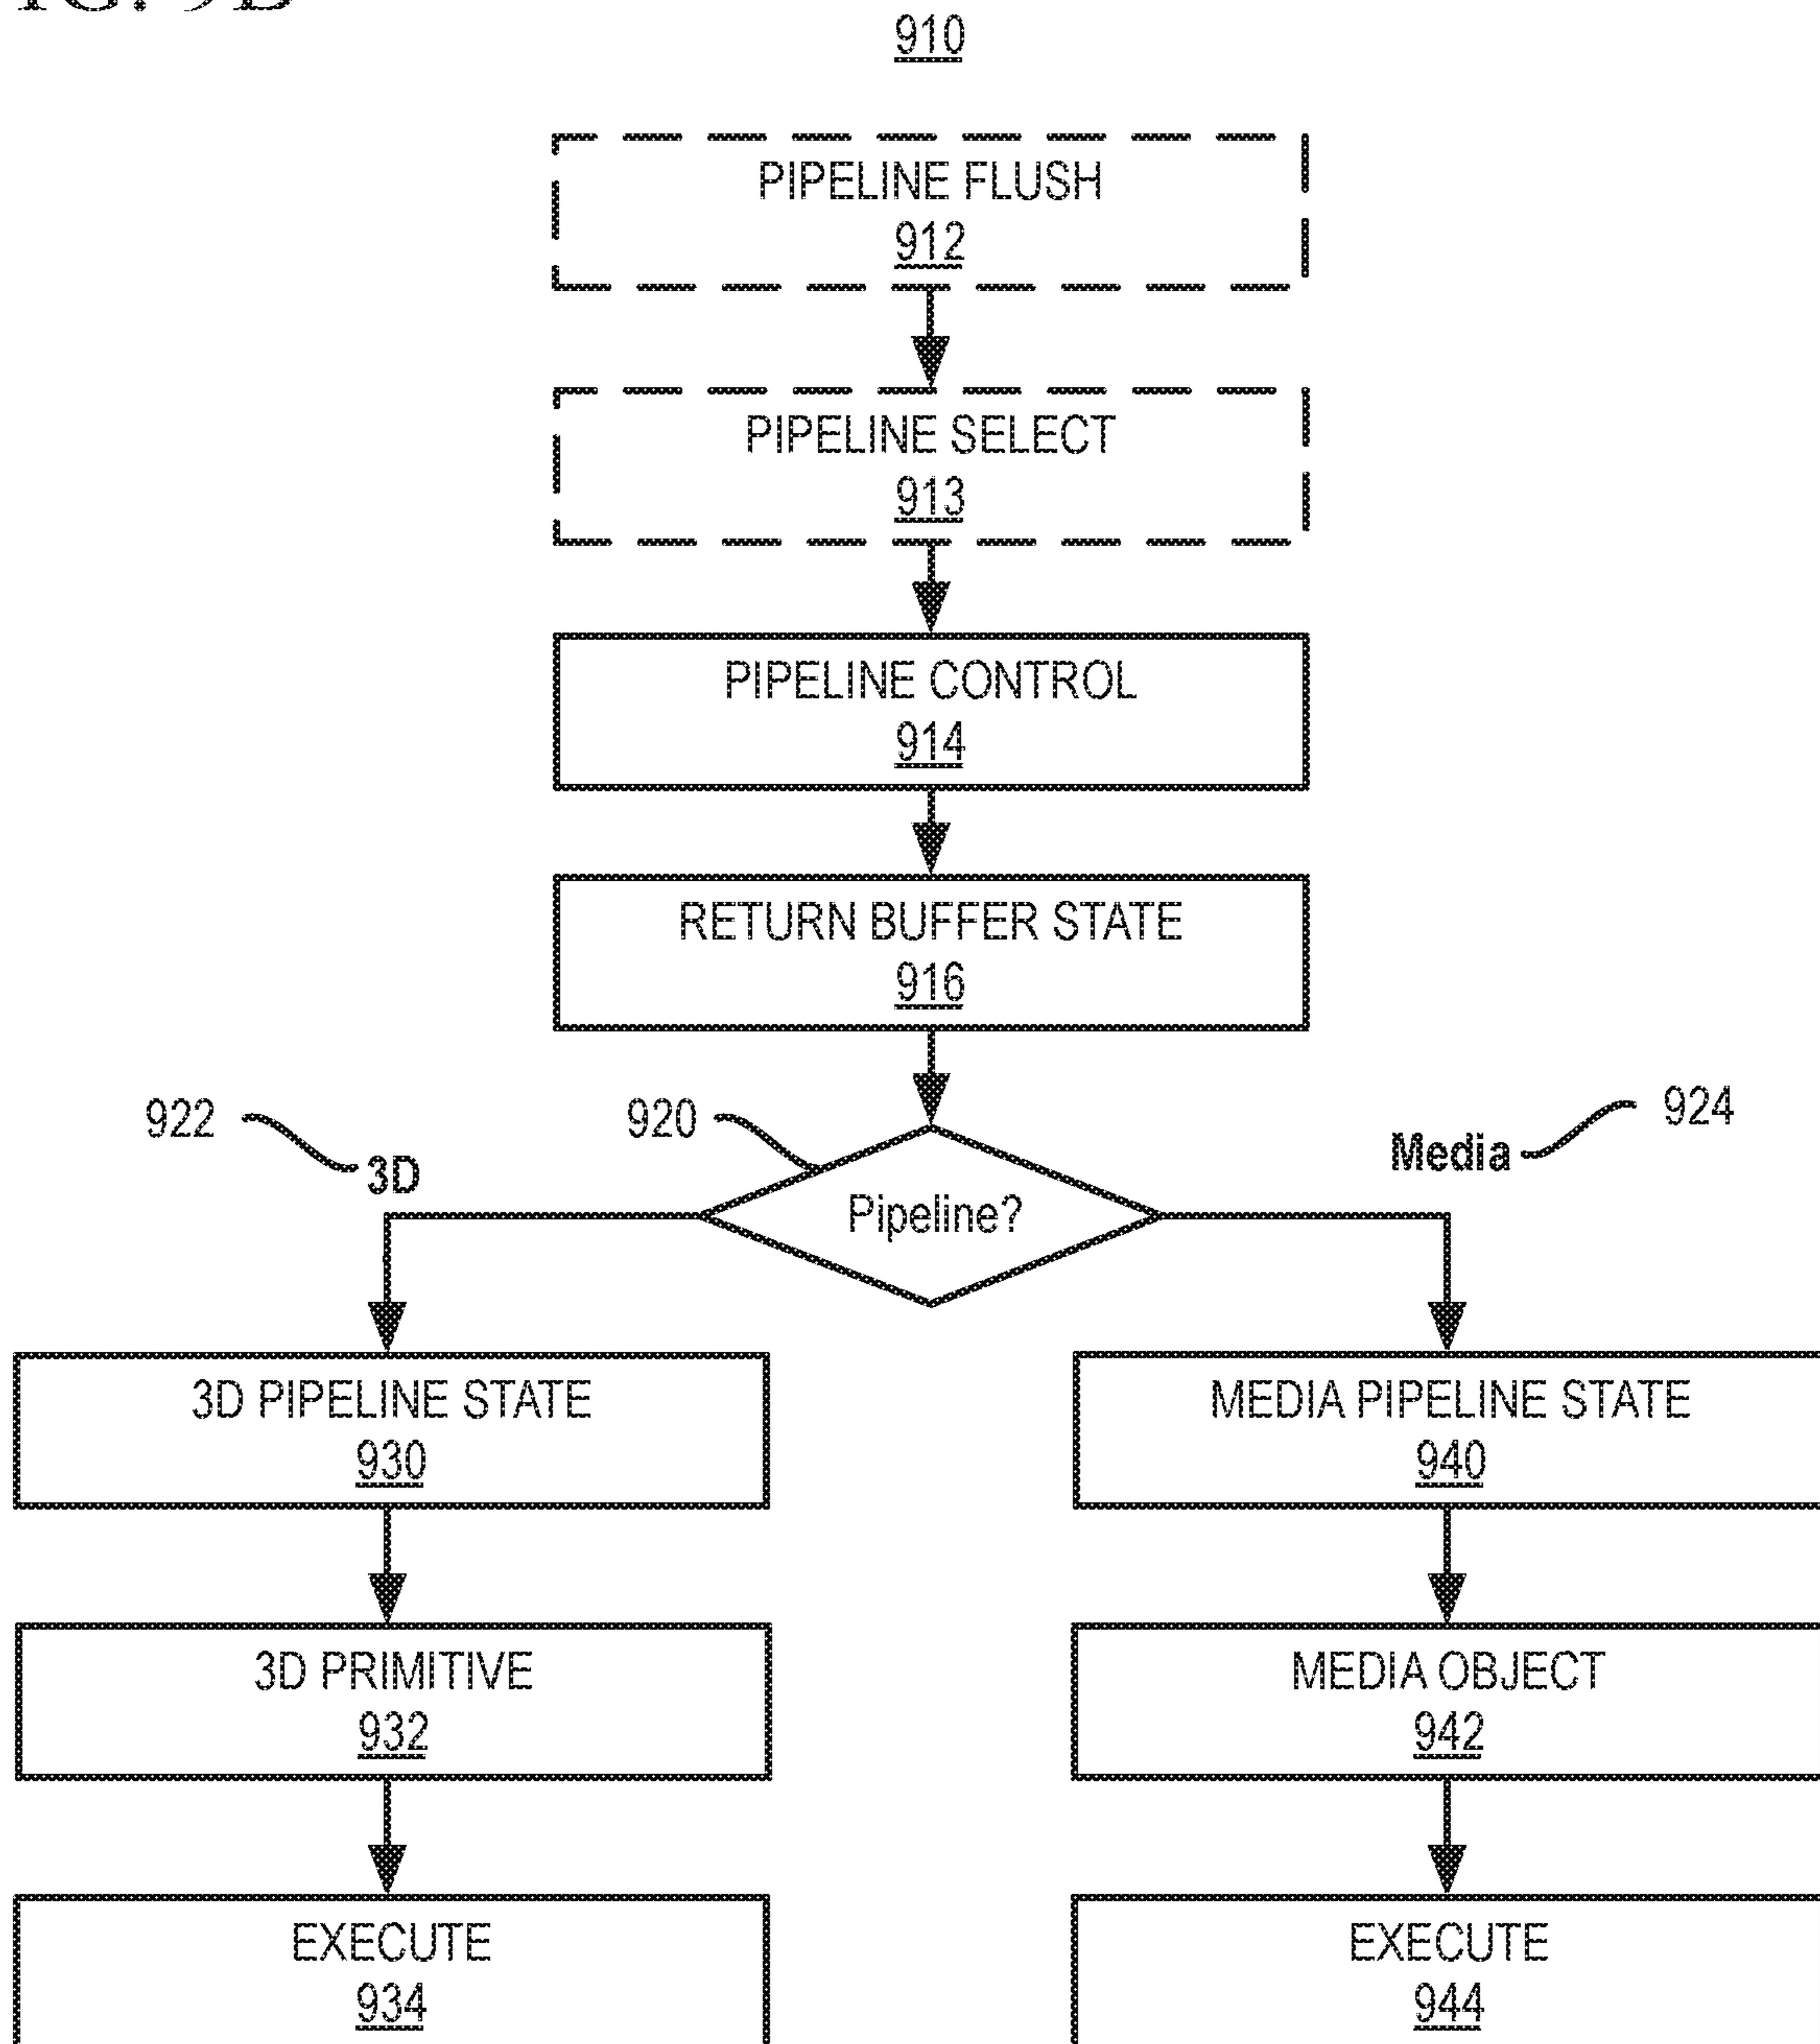 910
PIPELINE FLUSH
912
PIPELINE SELECT
913
PIPELINE CONTROL
914
RETURN BUFFER STATE
916
922
920
924
3D
Media
Pipeline?
3D PIPELINE STATE
930
MEDIA PIPELINE STATE
940
3D PRIMITIVE
932
MEDIA OBJECT
942
EXECUTE
934
EXECUTE
944